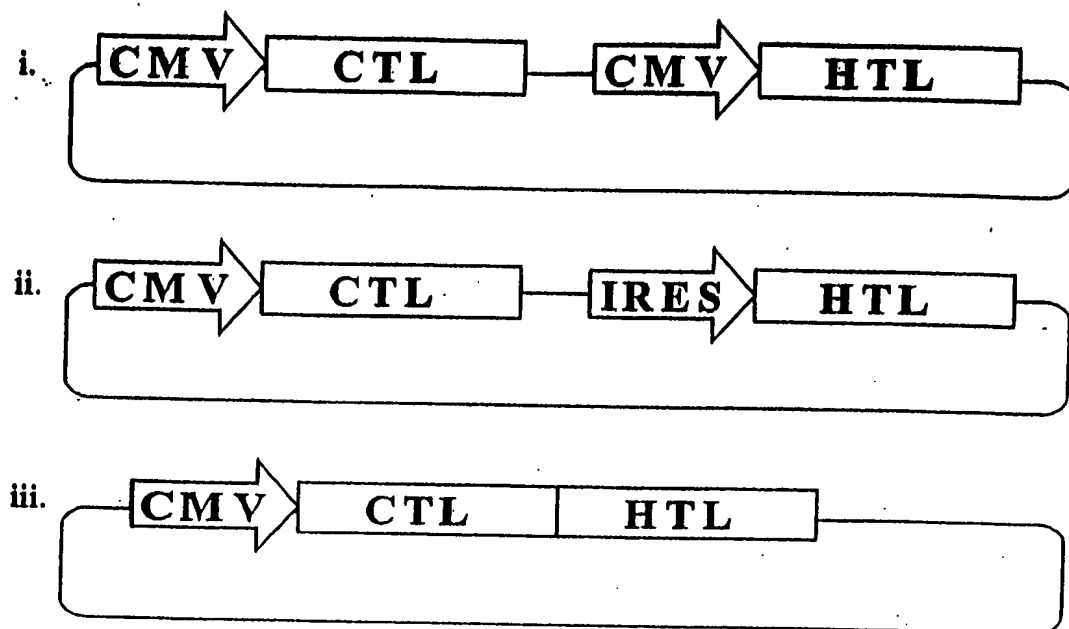 i. CMV CTL CMV HTL
ii. CMV CTL IRES HTL
iii. CMV CTL HTL